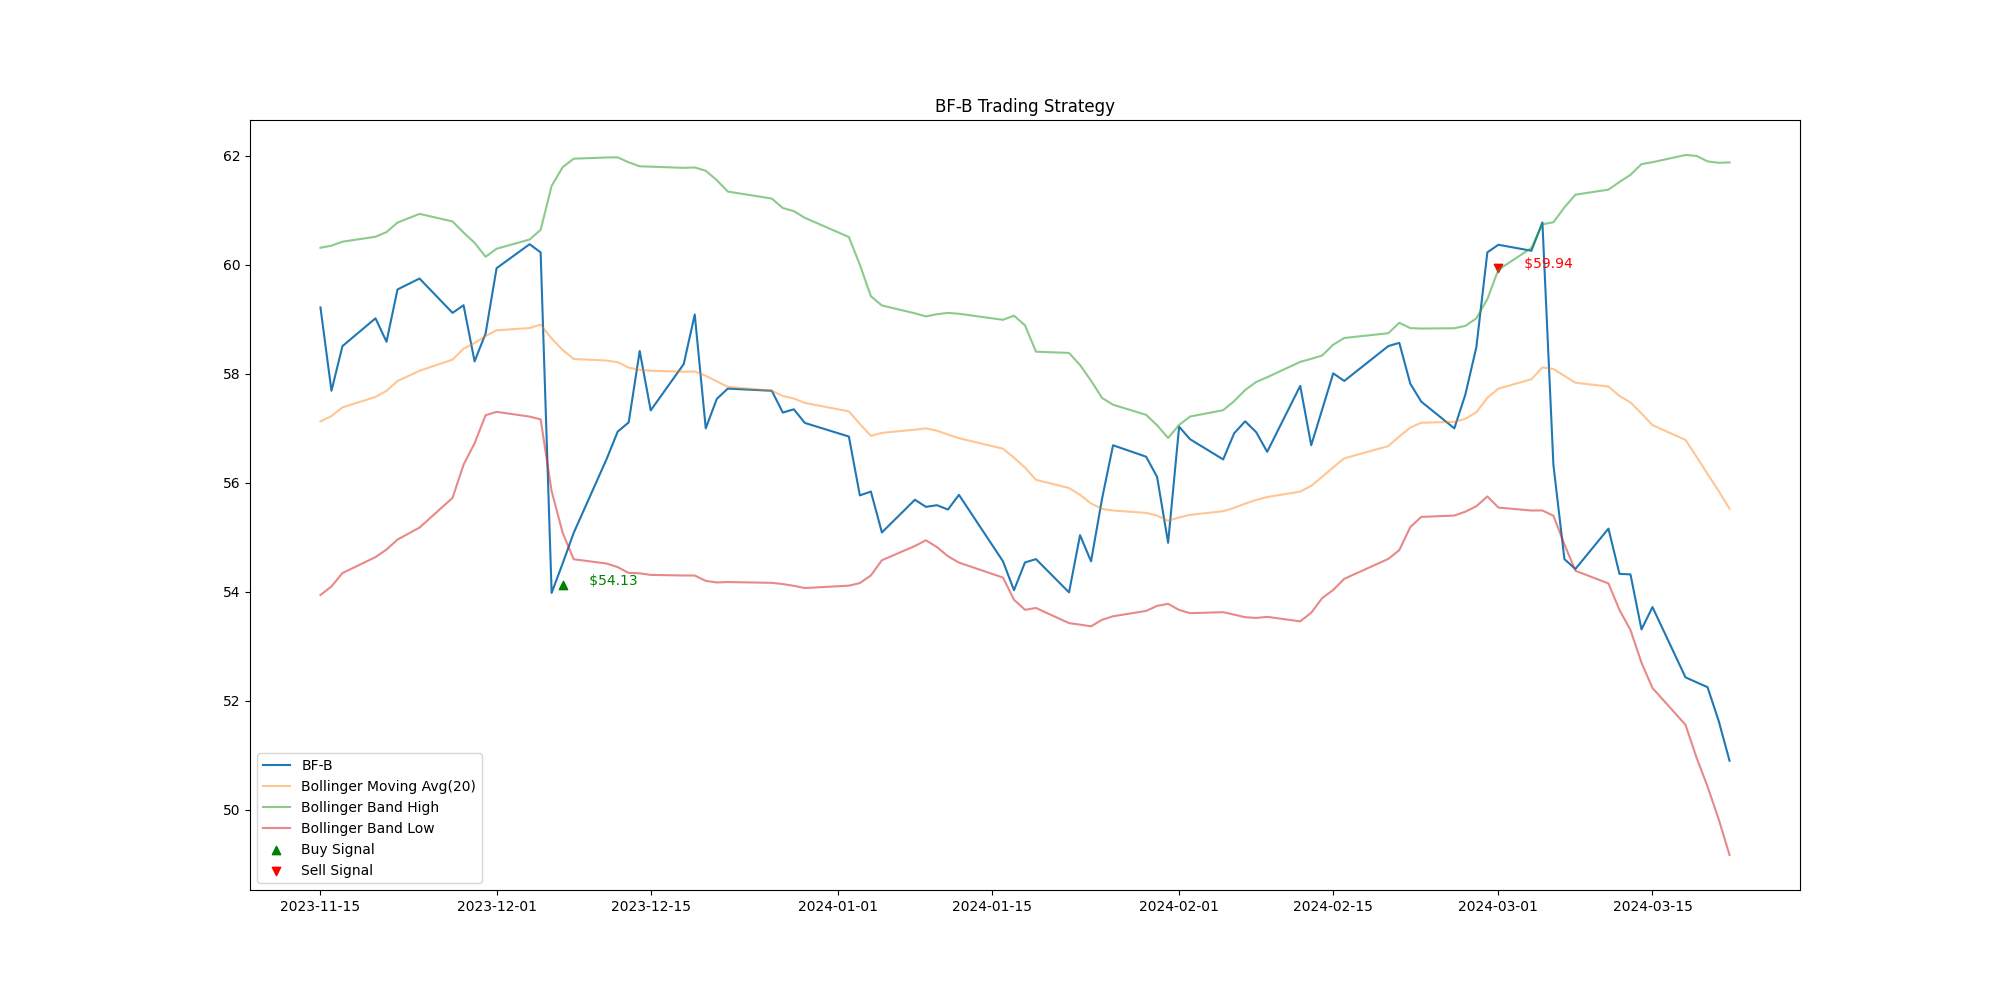 BF-B Trading Strategy
62
60
58
56
54
52
50
$54.13
$59.94
BF-B
Bollinger Moving Avg(20)
Bollinger Band High
Bollinger Band Low
Buy Signal
Sell Signal
2023-11-15 2023-12-01 2023-12-15 2024-01-01 2024-01-15 2024-02-01 2024-02-15 2024-03-01 2024-03-15